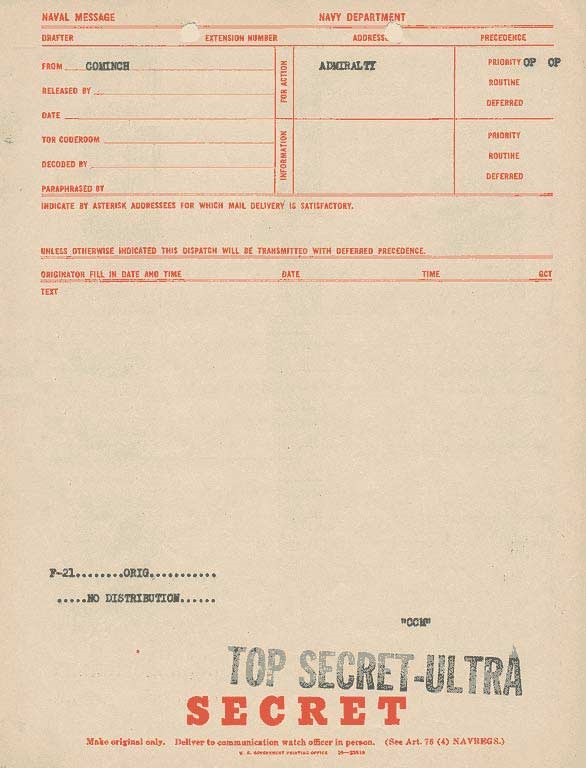 NAVAL MESSAGE NAVY DEPARTMENT
DRAFTER EXTENSION NUMBER ADDRESS PRECEDENCE
FROM COMINCH FOR ACTION ADMIRALTY PRIORITY OP OP
ROUTINE
RELEASED BY
DEFERRED
DATE
TOR CODEROOM INFORMATION PRIORITY
ROUTINE
DECODED BY
DEFERRED
PARAPHRASED BY
INDICATE BY ASTERISK ADDRESSEES FOR WHICH MAIL DELIVERY IS SATISFACTORY.
UNLESS OTHERWISE INDICATED THIS DISPATCH WILL BE TRANSMITTED WITH DEFERRED PRECEDENCE.
ORIGINATOR FILL IN DATE AND TIME DATE TIME GCT
TEXT
F-21........ORIG...........
.....NO DISTRIBUTION......
"CCM"
TOP SECRET-ULTRA
SECRET
Make original only. Deliver to communication watch officer in person. (See Art. 76 (4) NAVREGS.)
U. S. GOVERNMENT PRINTING OFFICE